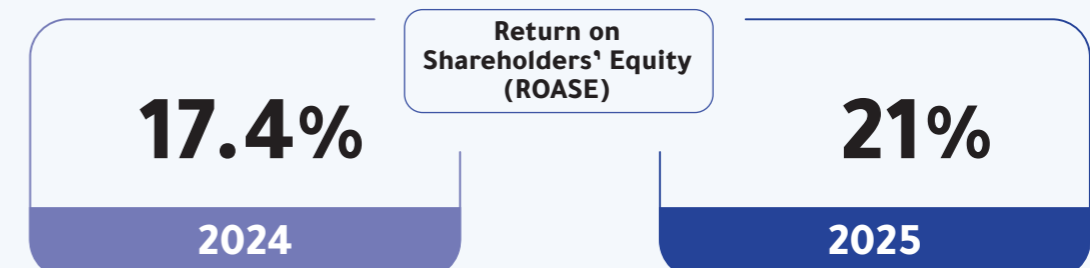 Return on
Shareholders' Equity
(ROASE)
17.4%
21%
2024
2025